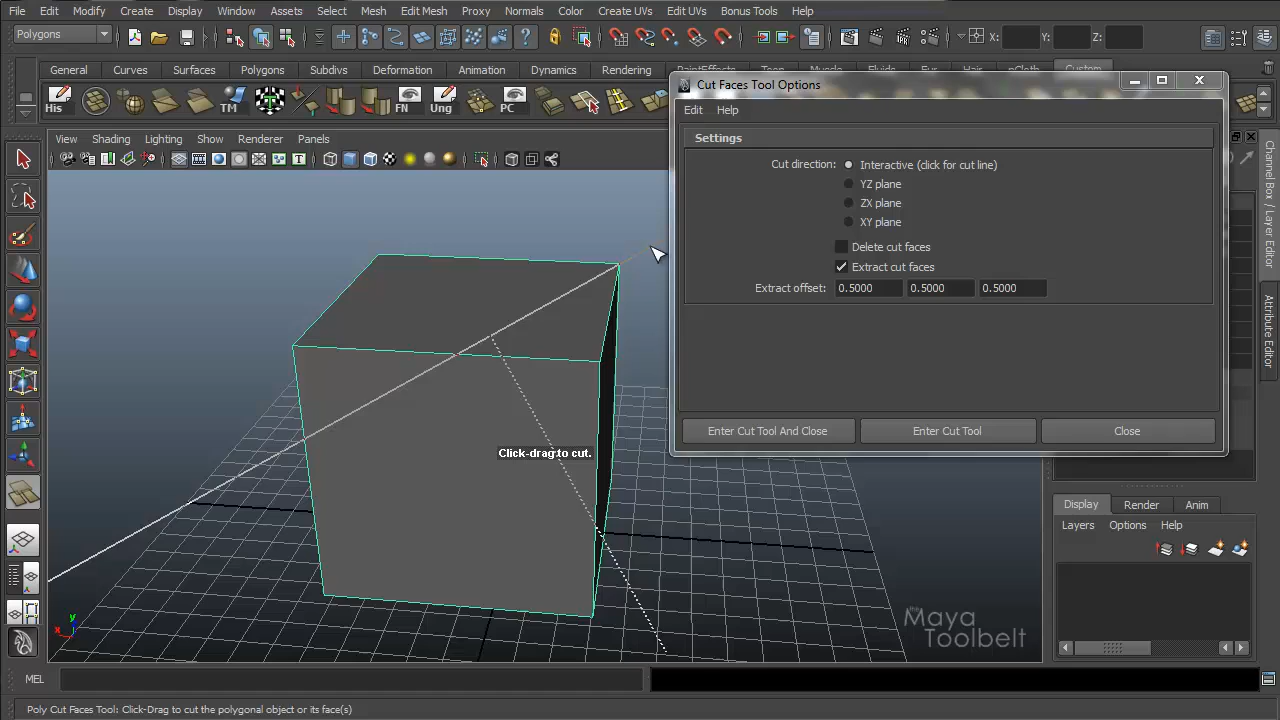 File Edit Modify Create Display Window Assets Select Mesh Edit Mesh Proxy Normals Color Create UVs Edit UVs Bonus Tools Help
Polygons
X: Y: Z:
General Curves Surfaces Polygons Subdivs Deformation Animation Dynamics Rendering
Custom
His TM FN Ung PC
View Shading Lighting Show Renderer Panels
Cut Faces Tool Options
Edit Help
Settings
Cut direction: Interactive (click for cut line)
YZ plane
ZX plane
XY plane
Delete cut faces
Extract cut faces
Extract offset: 0.5000 0.5000 0.5000
Enter Cut Tool And Close Enter Cut Tool Close
Channel Box / Layer Editor
Attribute Editor
Click-drag to cut.
Display Render Anim
Layers Options Help
y
x
the
Maya
Toolbelt
MEL
Poly Cut Faces Tool: Click-Drag to cut the polygonal object or its face(s)